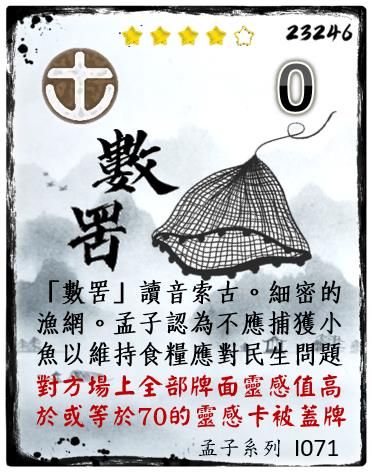 23246
0
數
罟
「數罟」讀音索古。細密的
漁網。孟子認為不應捕獲小
魚以維持食糧應對民生問題
對方場上全部牌面靈感值高
於或等於70的靈感卡被蓋牌
孟子系列 I071